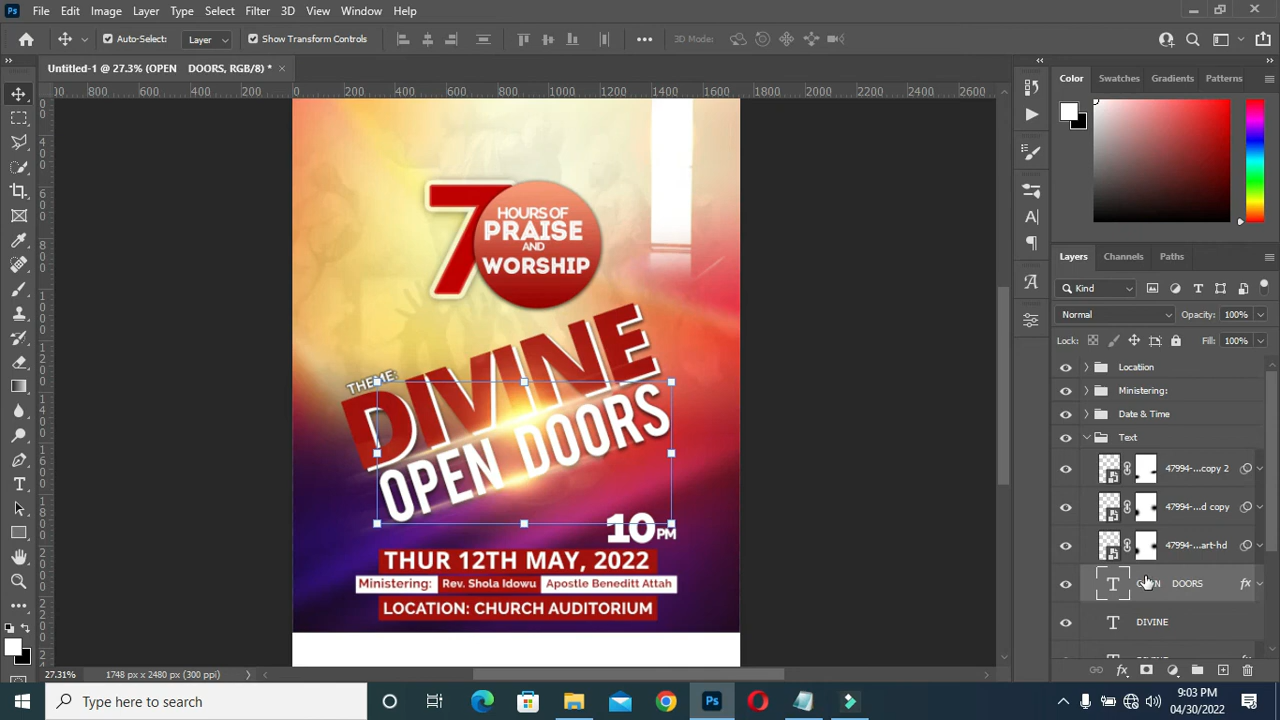 Ps File Edit Image Layer Type Select Filter 3D View Window Help
Auto-Select: Layer Show Transform Controls 3D Mode:
Untitled-1 @ 27.3% (OPEN DOORS, RGB/8) *
800 600 400 200 0 200 400 600 800 1000 1200 1400 1600 1800 2000 2200 2400 2600
7
HOURS OF
PRAISE
AND
WORSHIP
THEME:
DIVINE
OPEN DOORS
10PM
THUR 12TH MAY, 2022
Ministering: Rev. Shola Idowu Apostle Beneditt Attah
LOCATION: CHURCH AUDITORIUM
Color Swatches Gradients Patterns
Layers Channels Paths
Kind
Normal Opacity: 100%
Lock: Fill: 100%
Location
Ministering:
Date & Time
Text
47994-...copy 2
47994-...d copy
47994-...art-hd
DOORS fx
DIVINE
27.31% 1748 px x 2480 px (300 ppi)
Type here to search
9:03 PM
04/30/2022